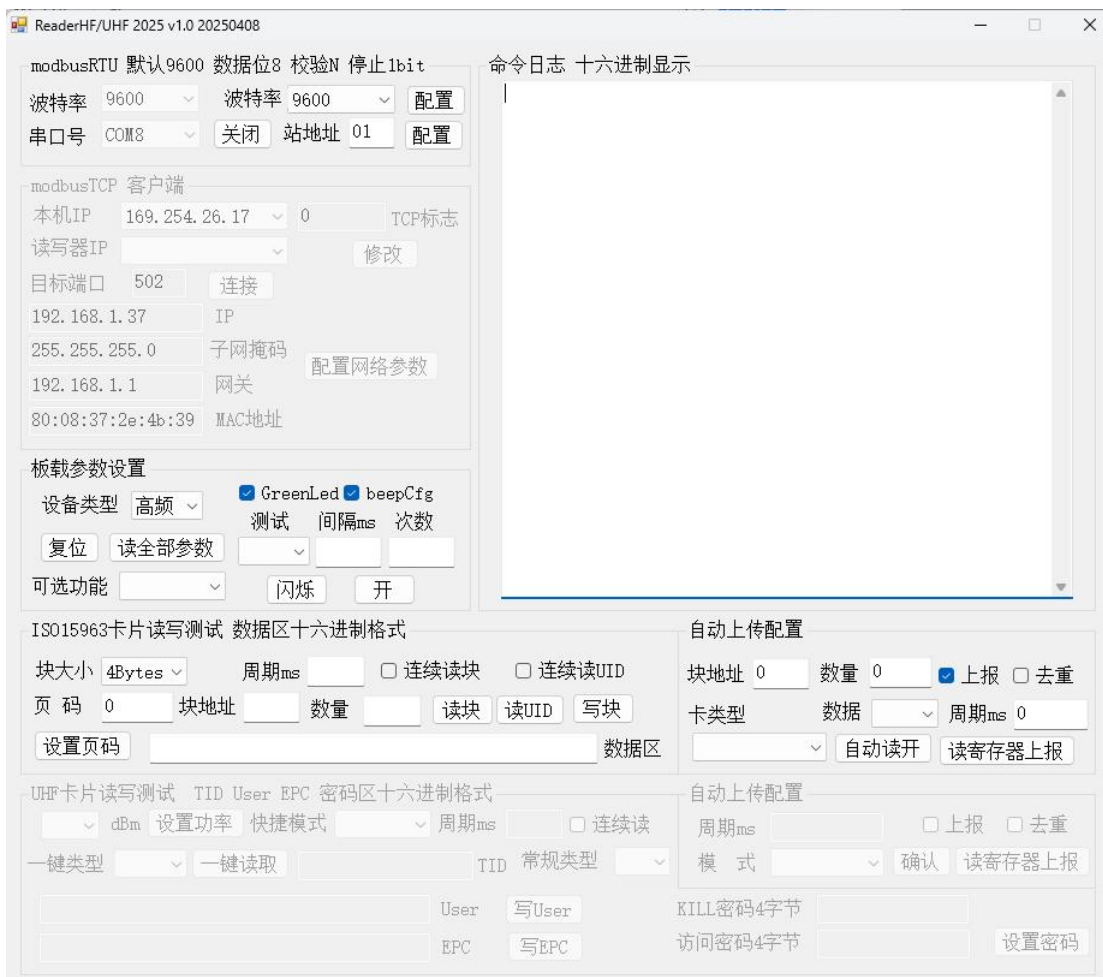 ReaderHF/UHF 2025 v1.0 20250408
modbusRTU 默认9600 数据位8 校验N 停止1bit
波特率 9600 波特率 9600 配置
串口号 COM8 关闭 站地址 01 配置
命令日志 十六进制显示
modbusTCP 客户端
本机IP 169.254.26.17 0 TCP标志
读写器IP 修改
目标端口 502 连接
192.168.1.37 IP
255.255.255.0 子网掩码 配置网络参数
192.168.1.1 网关
80:08:37:2e:4b:39 MAC地址
板载参数设置
设备类型 高频 GreenLed beepCfg
测试 间隔ms 次数
复位 读全部参数
可选功能 闪烁 开
ISO15963卡片读写测试 数据区十六进制格式
块大小 4Bytes 周期ms 连续读块 连续读UID
页 码 0 块地址 数量 读块 读UID 写块
设置页码 数据区
自动上传配置
块地址 0 数量 0 上报 去重
卡类型 数据 周期ms 0
自动读开 读寄存器上报
UHF卡片读写测试 TID User EPC 密码区十六进制格式
dBm 设置功率 快捷模式 周期ms 连续读
一键类型 一键读取 TID 常规类型
自动上传配置
周期ms 上报 去重
模 式 确认 读寄存器上报
User 写User KILL密码4字节
EPC 写EPC 访问密码4字节 设置密码